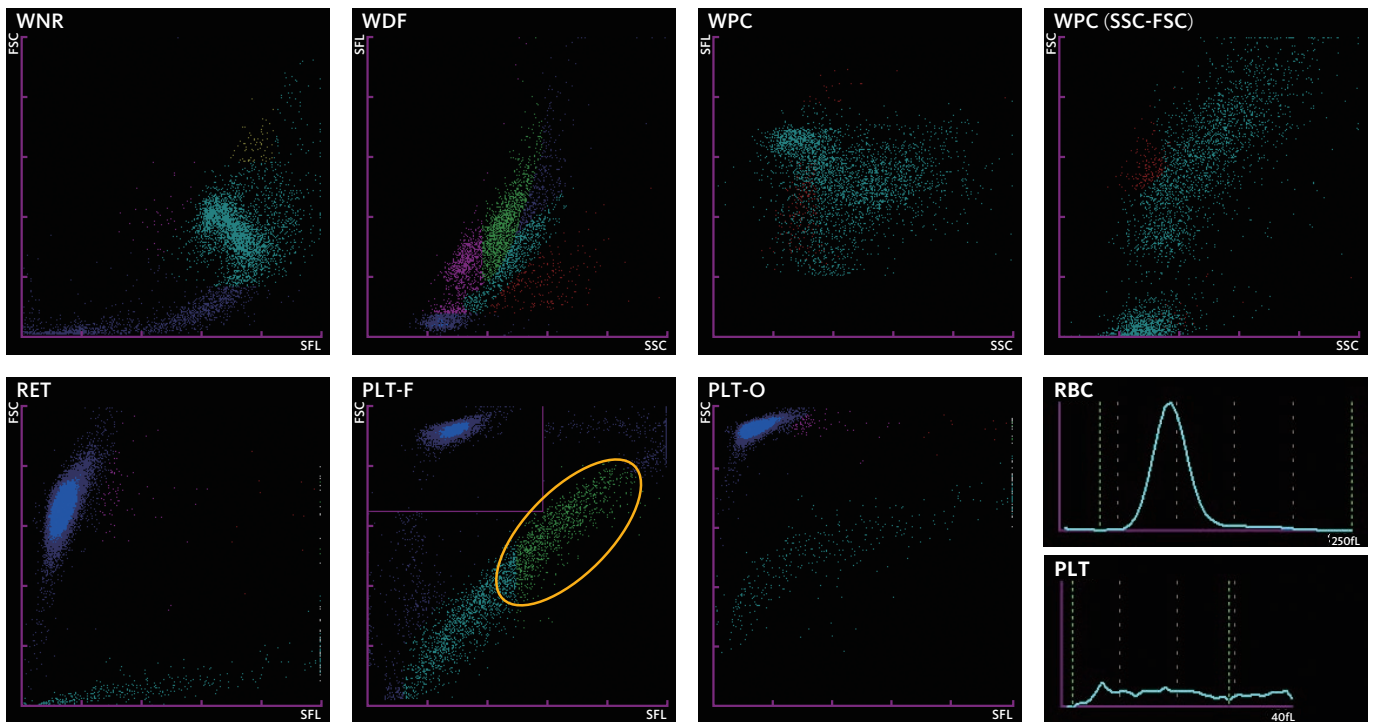 WNR
FSC
SFL
WDF
SFL
SSC
WPC
SFL
SSC
WPC (SSC-FSC)
FSC
SSC
RET
FSC
SFL
PLT-F
FSC
SFL
PLT-O
FSC
SFL
RBC
250fL
PLT
40fL